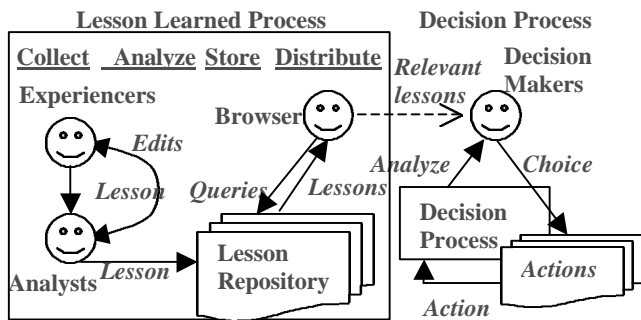 Lesson Learned Process
Decision Process
Collect Analyze Store Distribute
Experiencers
Browser
Relevant
lessons
Decision
Makers
Edits
Lesson
Queries
Lessons
Analyze
Choice
Analysts
Lesson
Lesson
Repository
Decision
Process
Actions
Action